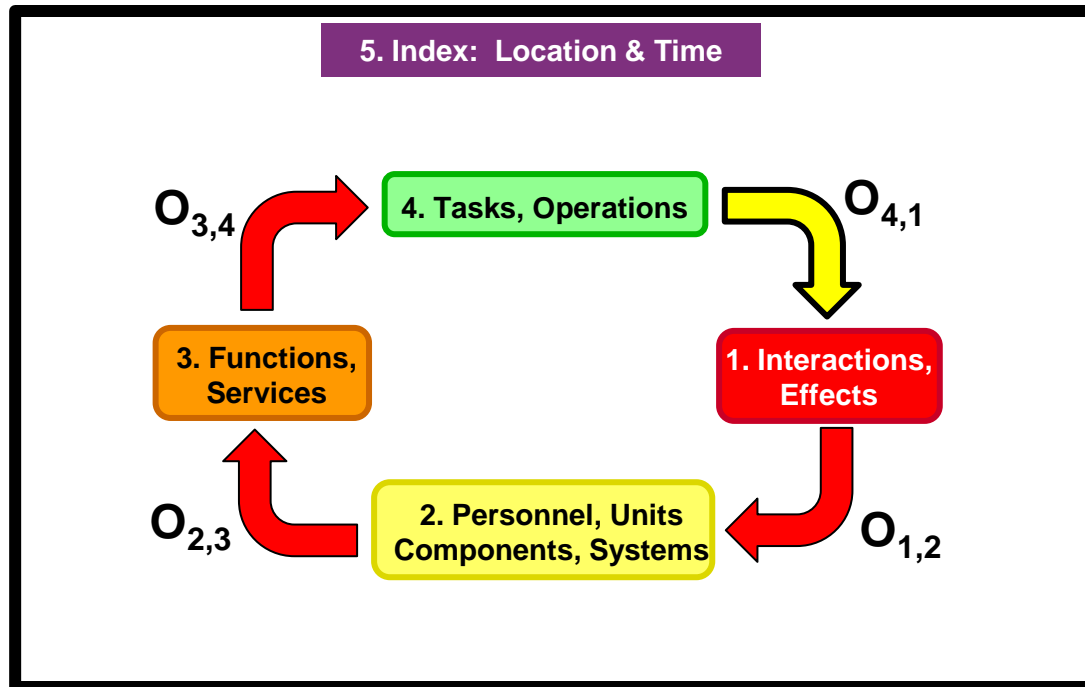 5. Index:  Location & Time
O3,4
4. Tasks, Operations
O4,1
3. Functions,
Services
1. Interactions,
Effects
O2,3
2. Personnel, Units
Components, Systems
O1,2